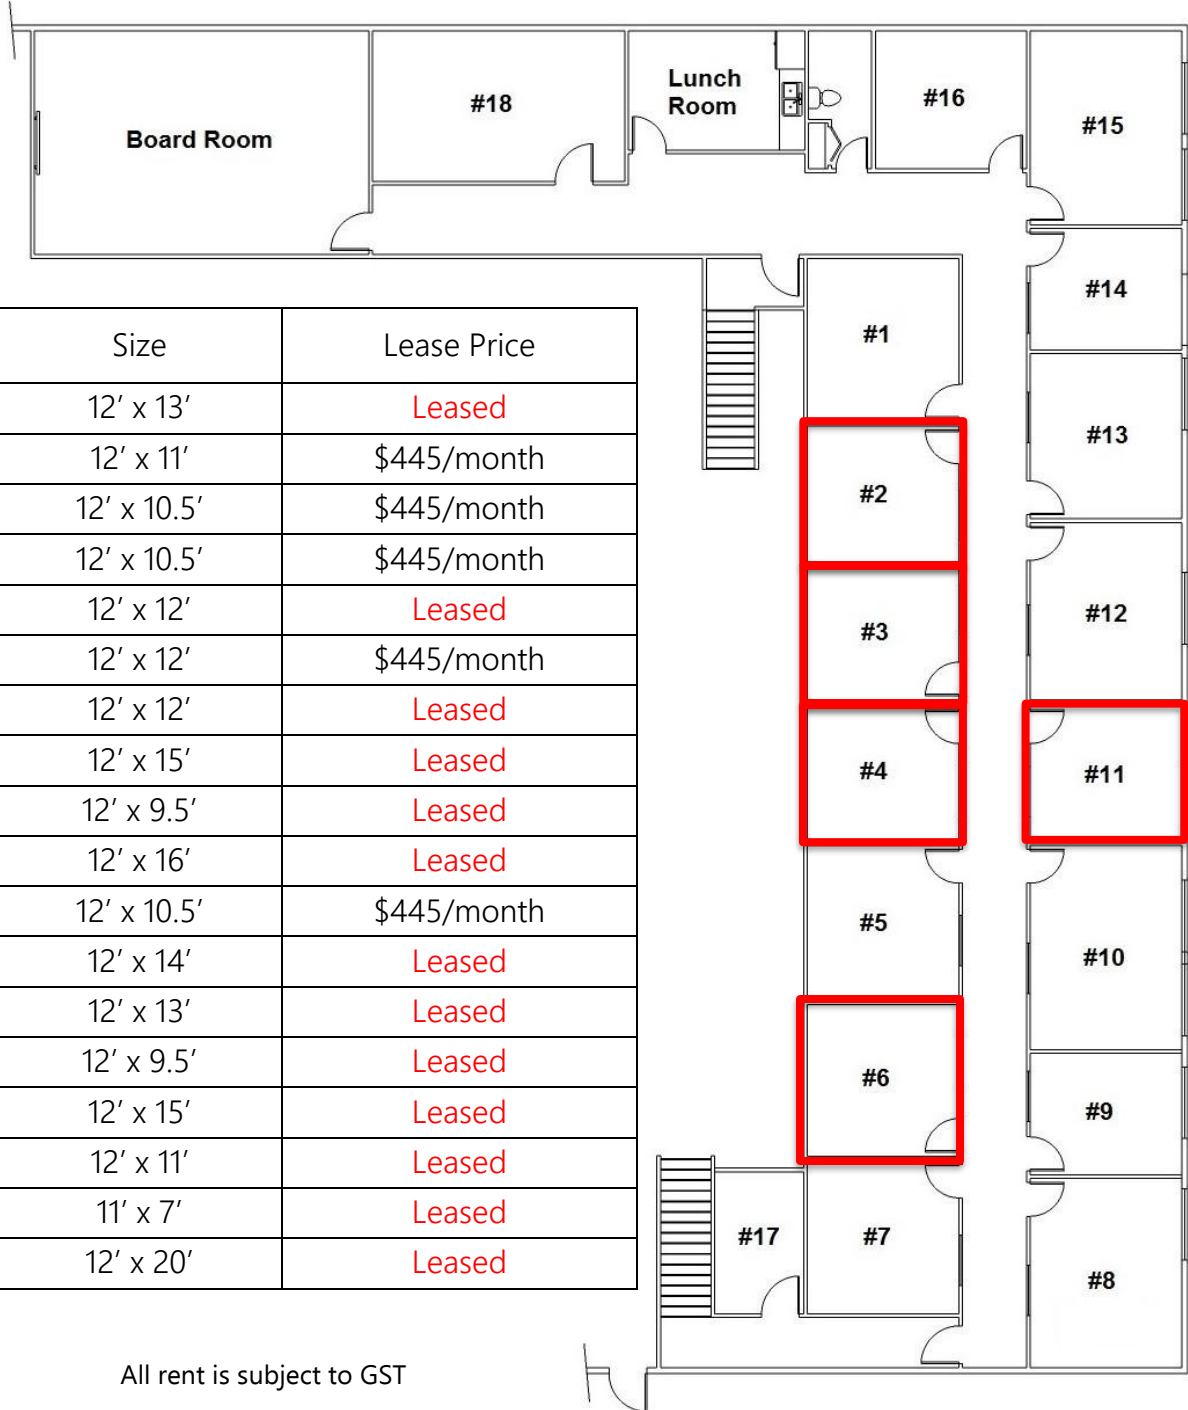 Board Room
#18
Lunch
Room
#16
#15
#14
#1
#13
#2
#3
#12
#4
#11
#5
#10
#6
#9
#17
#7
#8
Size Lease Price
12’ x 13’ Leased
12’ x 11’ $445/month
12’ x 10.5’ $445/month
12’ x 10.5’ $445/month
12’ x 12’ Leased
12’ x 12’ $445/month
12’ x 12’ Leased
12’ x 15’ Leased
12’ x 9.5’ Leased
12’ x 16’ Leased
12’ x 10.5’ $445/month
12’ x 14’ Leased
12’ x 13’ Leased
12’ x 9.5’ Leased
12’ x 15’ Leased
12’ x 11’ Leased
11’ x 7’ Leased
12’ x 20’ Leased
All rent is subject to GST